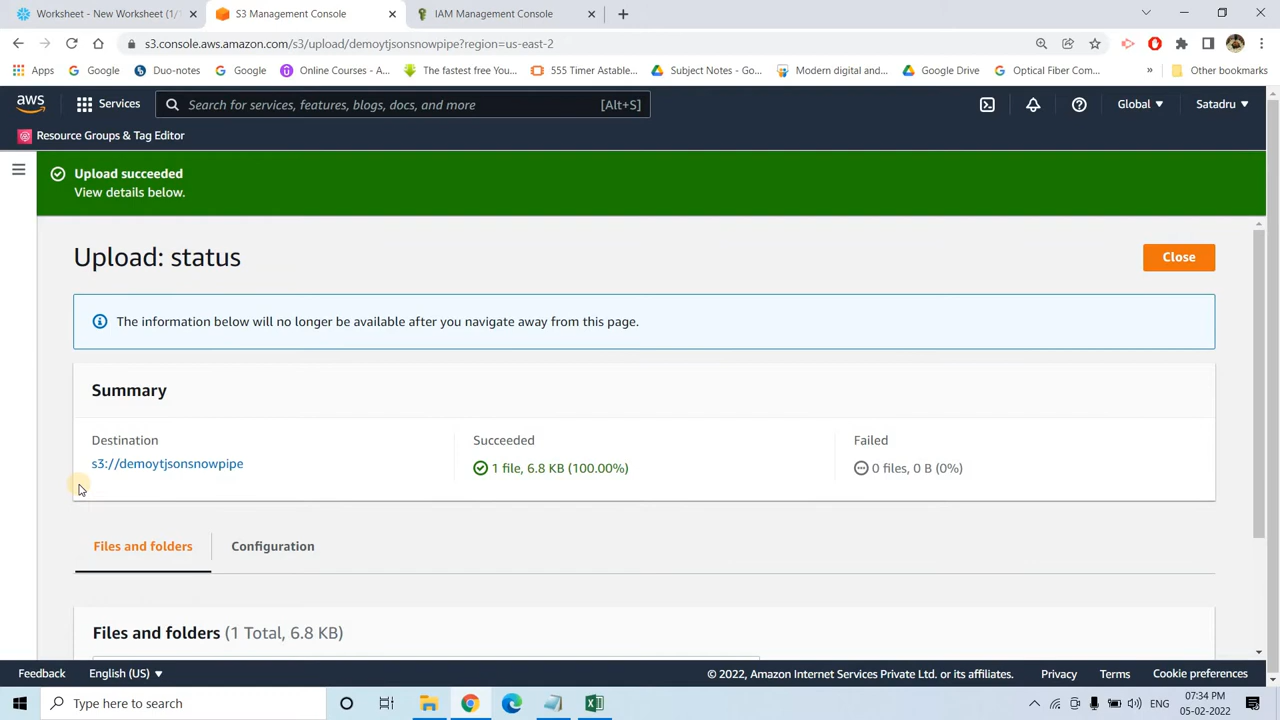 Worksheet - New Worksheet (1/
S3 Management Console
IAM Management Console
s3.console.aws.amazon.com/s3/upload/demoytjsonsnowpipe?region=us-east-2
Apps Google Duo-notes Google Online Courses - A... The fastest free You... 555 Timer Astable... Subject Notes - Go... Modern digital and... Google Drive Optical Fiber Com... » Other bookmarks
aws Services Search for services, features, blogs, docs, and more [Alt+S] Global Satadru
Resource Groups & Tag Editor
Upload succeeded
View details below.
Upload: status
Close
The information below will no longer be available after you navigate away from this page.
Summary
Destination
s3://demoytjsonsnowpipe
Succeeded
1 file, 6.8 KB (100.00%)
Failed
0 files, 0 B (0%)
Files and folders Configuration
Files and folders (1 Total, 6.8 KB)
Feedback English (US) © 2022, Amazon Internet Services Private Ltd. or its affiliates. Privacy Terms Cookie preferences
Type here to search
ENG
07:34 PM
05-02-2022